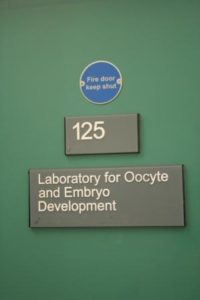 Fire door
keep shut
125
Laboratory for Oocyte
and Embryo
Development